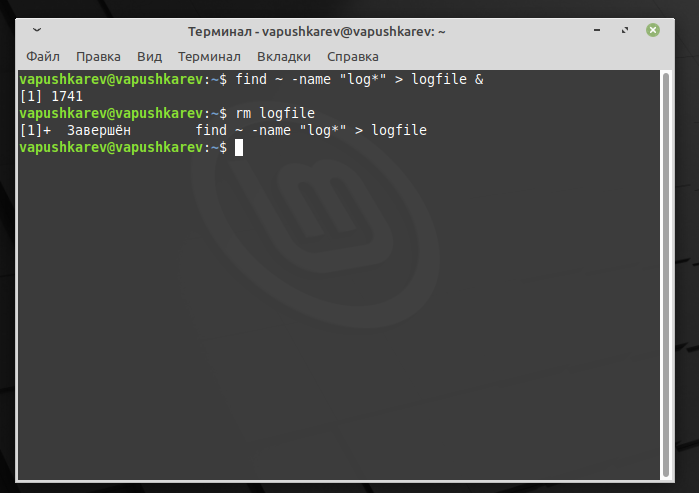 Терминал - vapushkarev@vapushkarev: ~
Файл Правка Вид Терминал Вкладки Справка
vapushkarev@vapushkarev:~$ find ~ -name "log*" > logfile &
[1] 1741
vapushkarev@vapushkarev:~$ rm logfile
[1]+  Завершён        find ~ -name "log*" > logfile
vapushkarev@vapushkarev:~$